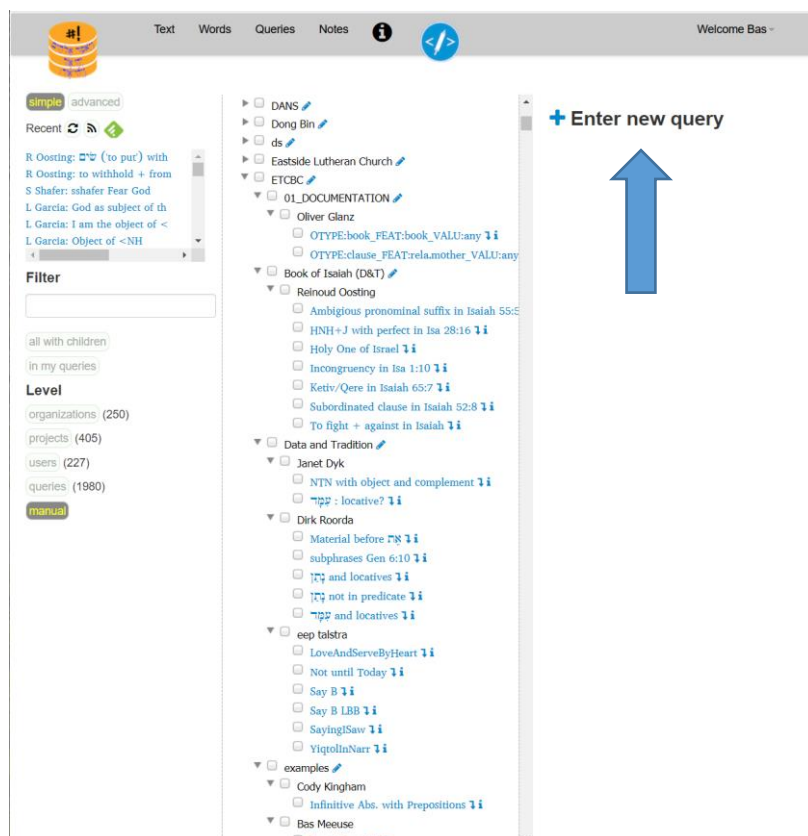 #!
Text Words Queries Notes
</>
Welcome Bas
simple advanced
Recent
R Oosting: שׂים ('to put') with
R Oosting: to withhold + from
S Shafer: sshafer Fear God
L Garcia: God as subject of th
L Garcia: I am the object of <
L Garcia: Object of <NH
Filter
all with children
in my queries
Level
organizations (250)
projects (405)
users (227)
queries (1980)
manual
DANS
Dong Bin
ds
Eastside Lutheran Church
ETCBC
01_DOCUMENTATION
Oliver Glanz
OTYPE:book_FEAT:book_VALU:any
OTYPE:clause_FEAT:rela.mother_VALU:any
Book of Isaiah (D&T)
Reinoud Oosting
Ambigious pronominal suffix in Isaiah 55:5
HNH+J with perfect in Isa 28:16
Holy One of Israel
Incongruency in Isa 1:10
Ketiv/Qere in Isaiah 65:7
Subordinated clause in Isaiah 52:8
To fight + against in Isaiah
Data and Tradition
Janet Dyk
NTN with object and complement
עָמַד : locative?
Dirk Roorda
Material before אֶת
subphrases Gen 6:10
נָתַן and locatives
נָתַן not in predicate
עָמַד and locatives
eep talstra
LoveAndServeByHeart
Not until Today
Say B
Say B LBB
SayingISaw
YiqtolInNarr
examples
Cody Kingham
Infinitive Abs. with Prepositions
Bas Meeuse
+ Enter new query